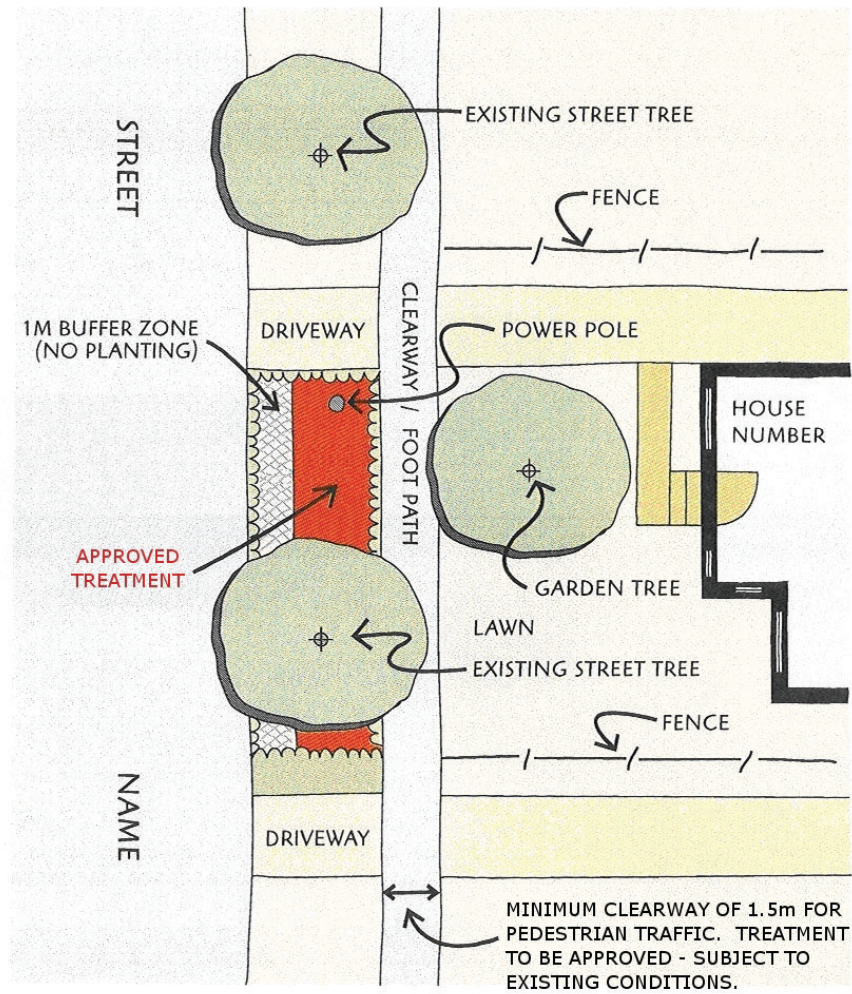 EXISTING STREET TREE
STREET
FENCE
1M BUFFER ZONE
(NO PLANTING)
DRIVEWAY
CLEARWAY / FOOT PATH
POWER POLE
HOUSE
NUMBER
APPROVED
TREATMENT
GARDEN TREE
LAWN
EXISTING STREET TREE
FENCE
NAME
DRIVEWAY
MINIMUM CLEARWAY OF 1.5m FOR
PEDESTRIAN TRAFFIC. TREATMENT
TO BE APPROVED - SUBJECT TO
EXISTING CONDITIONS.